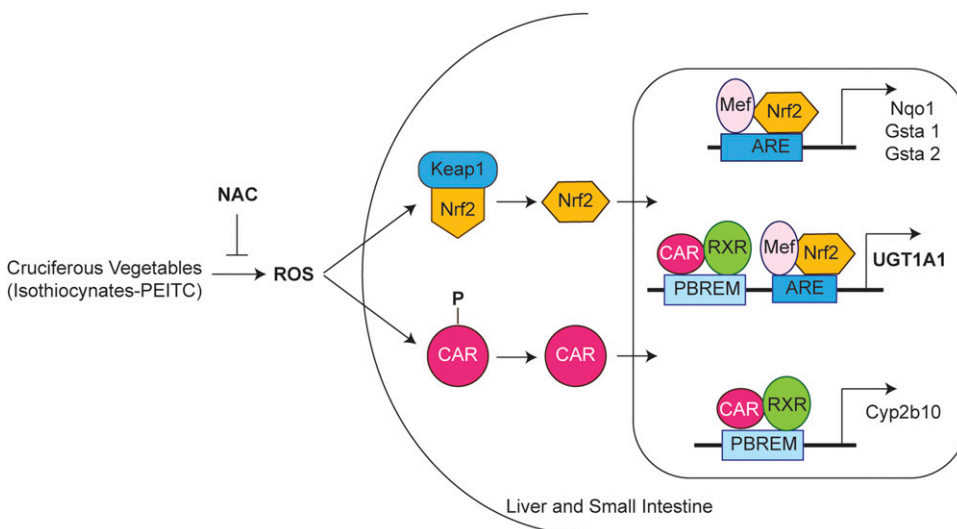 NAC
Cruciferous Vegetables
(Isothiocynates-PEITC)
ROS
Keap1
Nrf2
Nrf2
P
CAR
CAR
Mef
Nrf2
ARE
Nqo1
Gsta 1
Gsta 2
CAR
RXR
PBREM
Mef
Nrf2
ARE
UGT1A1
CAR
RXR
PBREM
Cyp2b10
Liver and Small Intestine